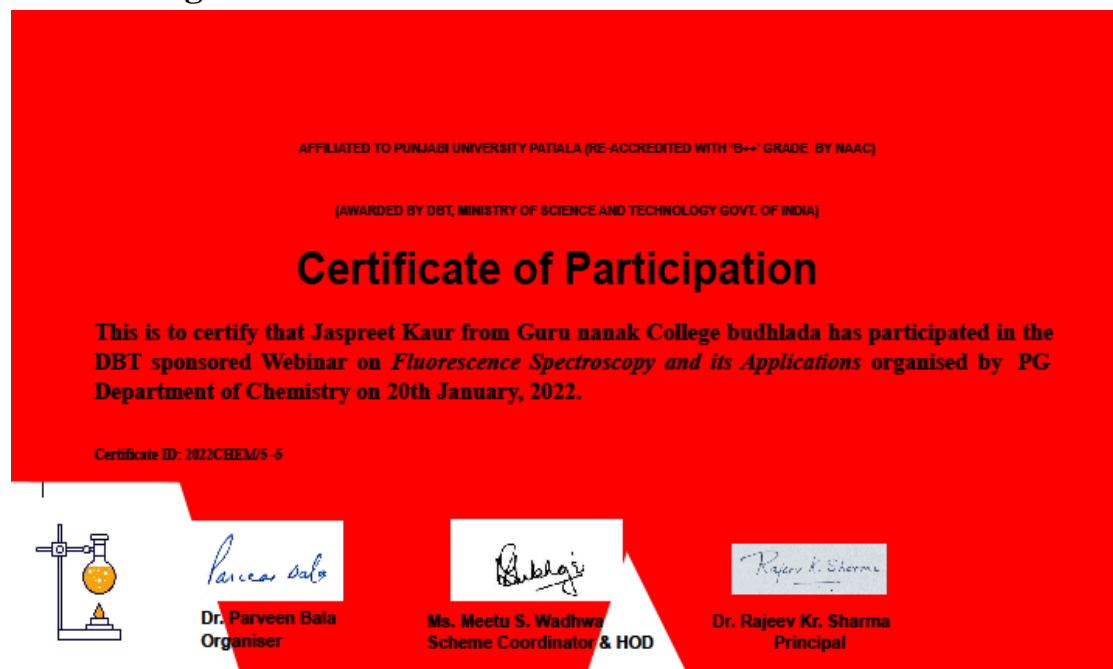 AFFILIATED TO PUNJABI UNIVERSITY PATIALA (RE-ACCREDITED WITH 'B++' GRADE BY NAAC)
(AWARDED BY DBT, MINISTRY OF SCIENCE AND TECHNOLOGY GOVT. OF INDIA)
Certificate of Participation
This is to certify that Jaspreet Kaur from Guru nanak College budhlada has participated in the
DBT sponsored Webinar on Fluorescence Spectroscopy and its Applications organised by PG
Department of Chemistry on 20th January, 2022.
Certificate ID: 2022CHEM/5 -5
Parveen Bala
Rajeev K. Sharma
Dr. Parveen Bala
Organiser
Ms. Meetu S. Wadhwa
Scheme Coordinator & HOD
Dr. Rajeev Kr. Sharma
Principal